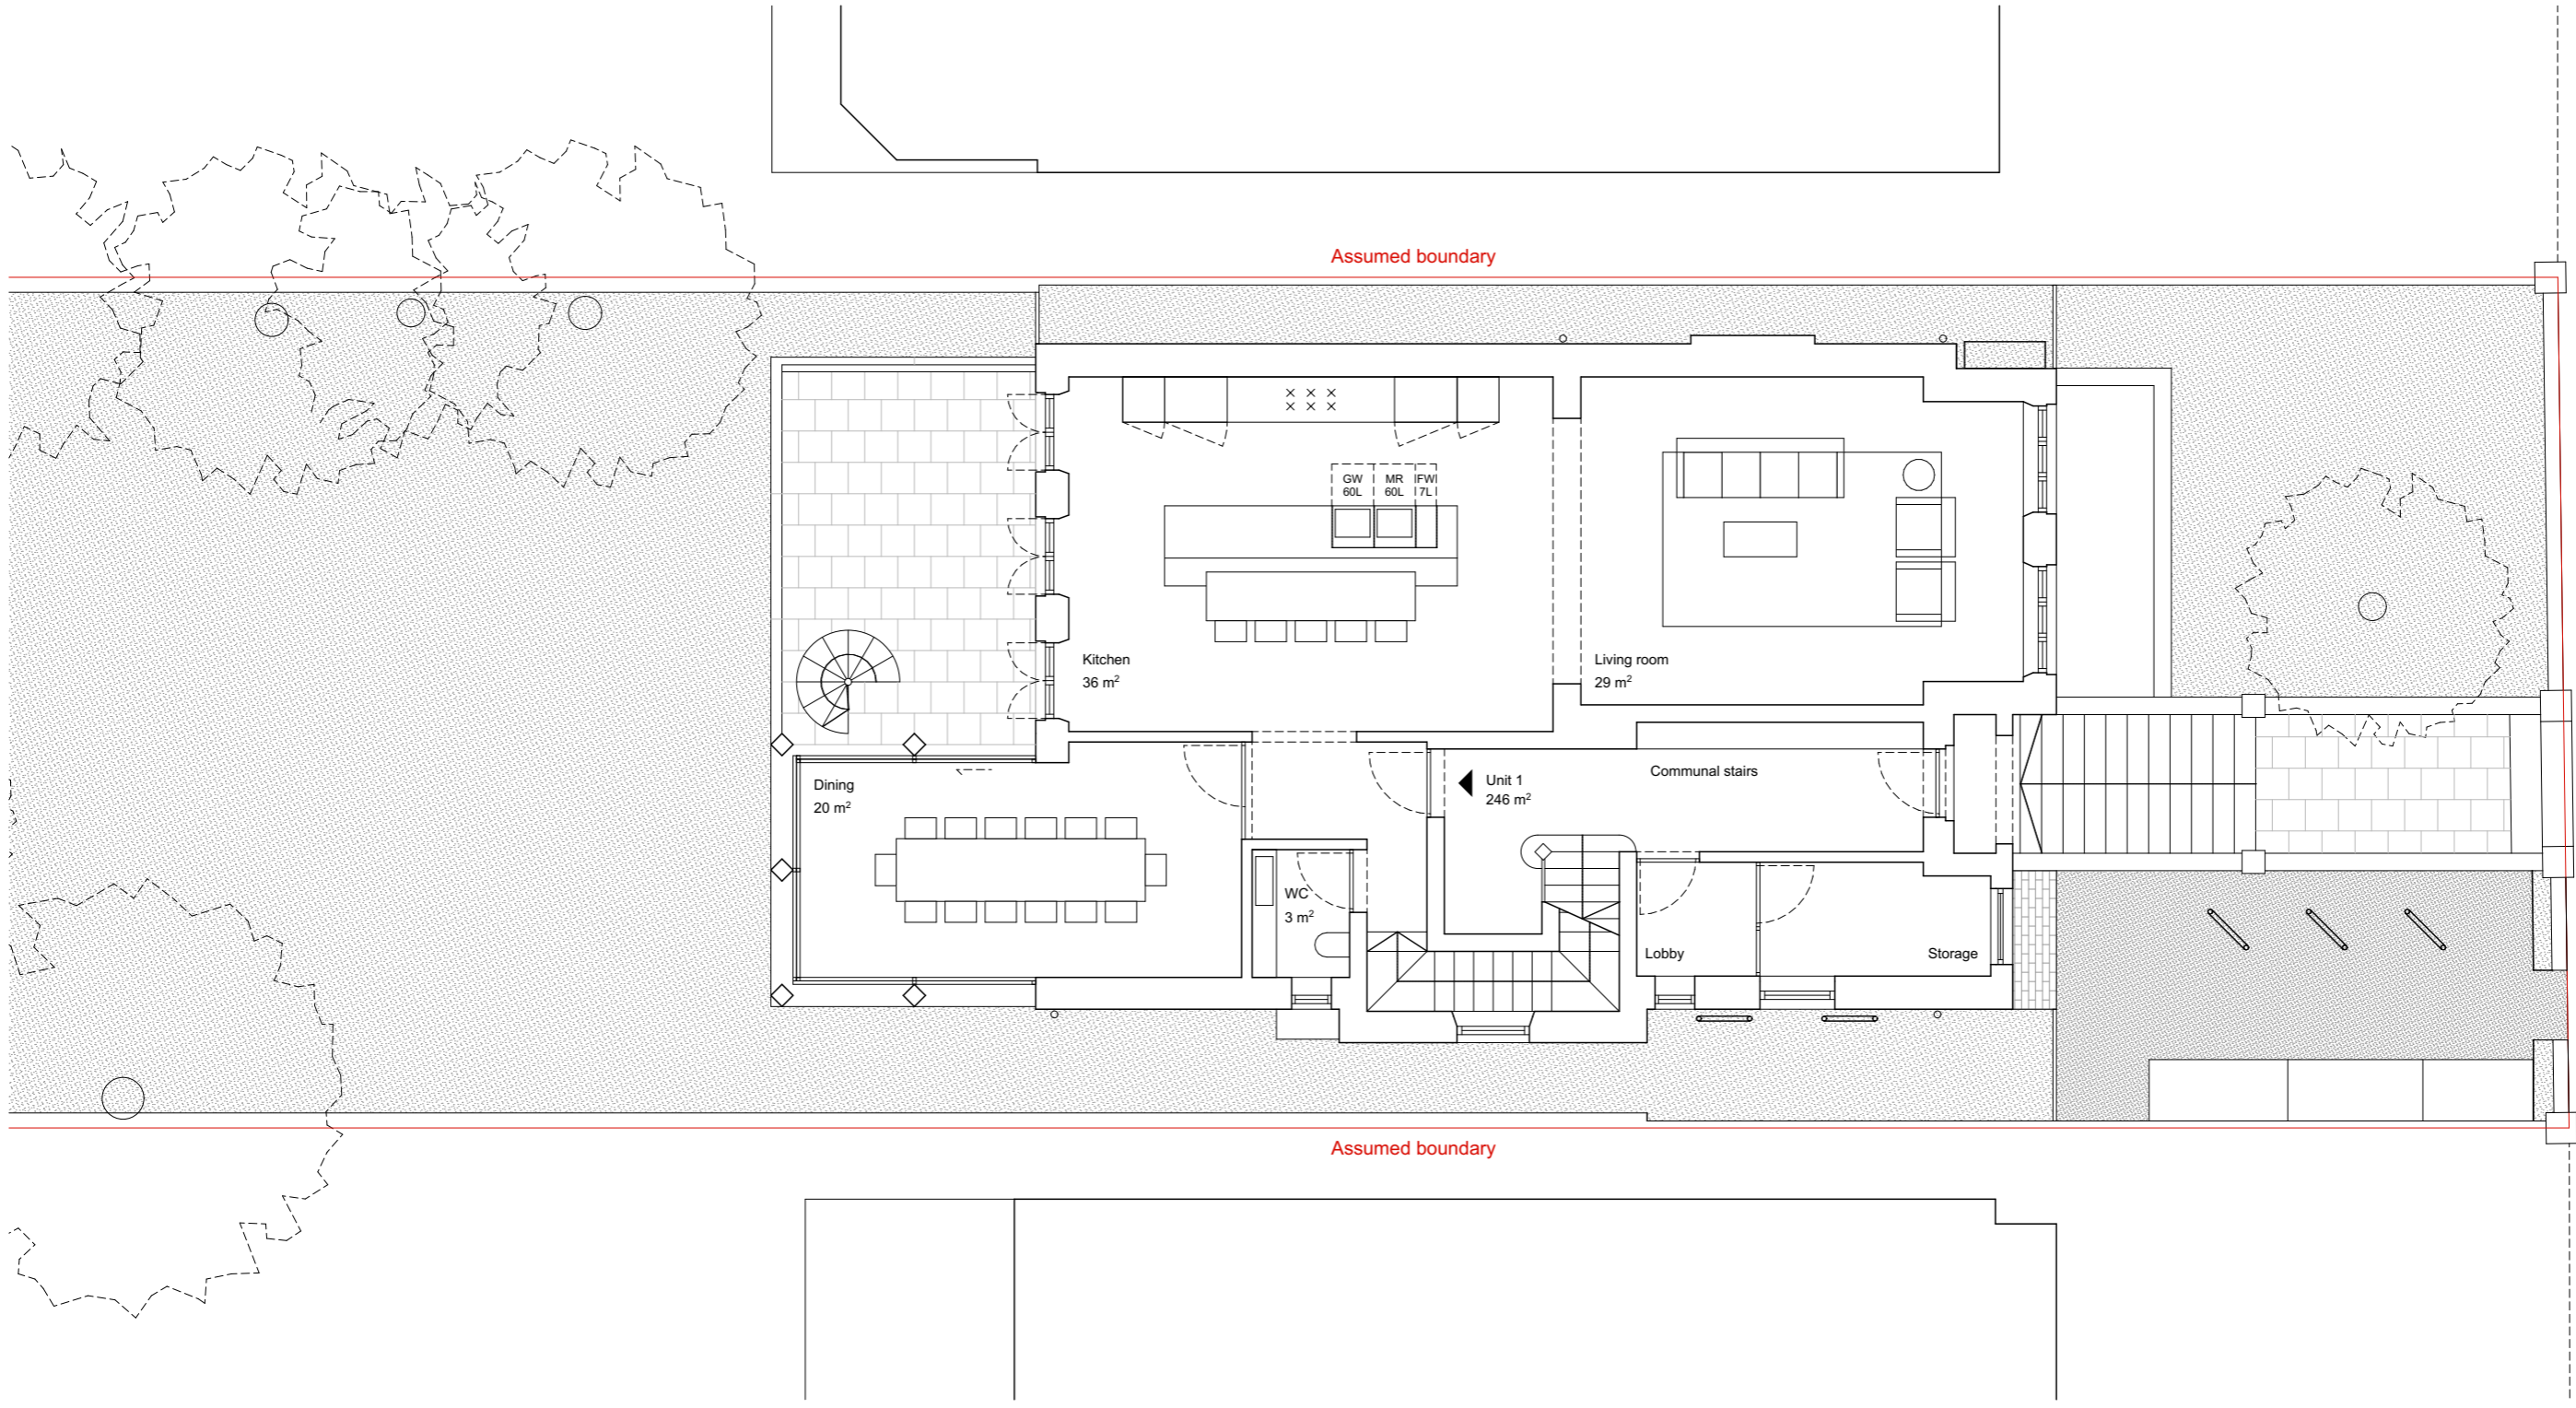 Assumed boundary
GW
60L
MR
60L
FW
7L
Kitchen
36 m²
Living room
29 m²
Dining
20 m²
Unit 1
246 m²
Communal stairs
WC
3 m²
Lobby
Storage
Assumed boundary